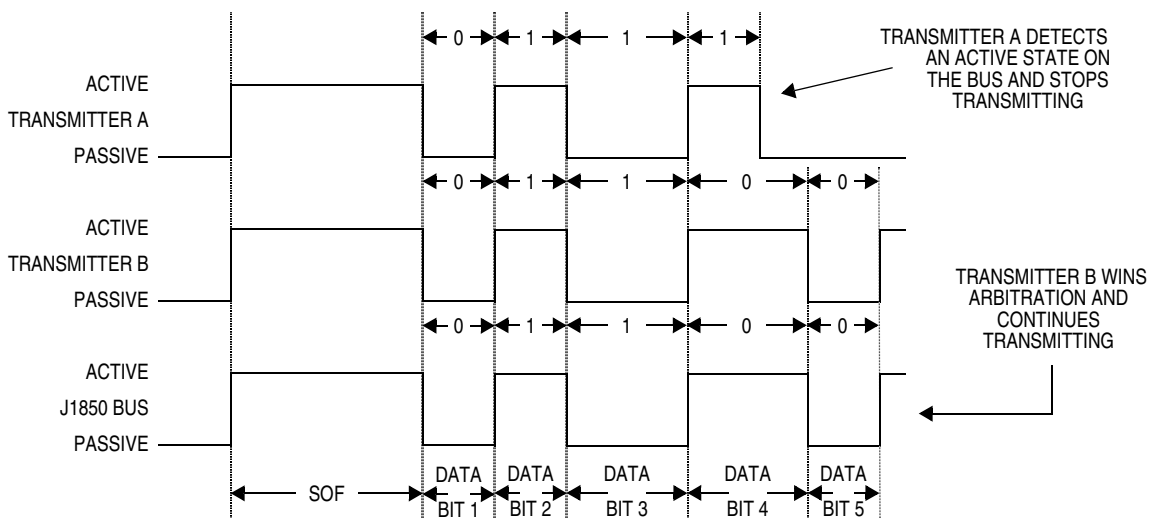 0 1 1 1
TRANSMITTER A DETECTS
AN ACTIVE STATE ON
THE BUS AND STOPS
TRANSMITTING
ACTIVE
TRANSMITTER A
PASSIVE
0 1 1 0 0
ACTIVE
TRANSMITTER B
PASSIVE
TRANSMITTER B WINS
ARBITRATION AND
CONTINUES
TRANSMITTING
0 1 1 0 0
ACTIVE
J1850 BUS
PASSIVE
SOF
DATA
BIT 1
DATA
BIT 2
DATA
BIT 3
DATA
BIT 4
DATA
BIT 5